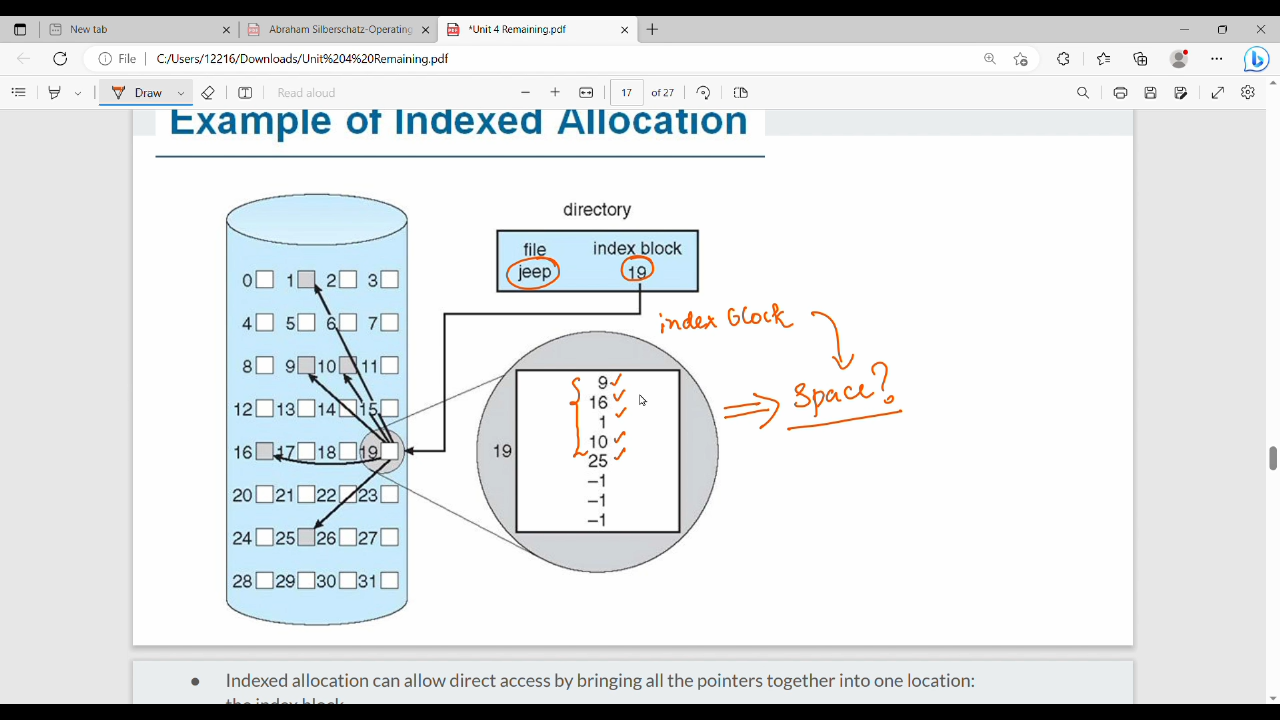 New tab
Abraham Silberschatz-Operating
*Unit 4 Remaining.pdf
File
C:/Users/12216/Downloads/Unit%204%20Remaining.pdf
Draw
Read aloud
17 of 27
Example of Indexed Allocation
directory
file index block
jeep 19
index block
Space?
0 1 2 3
4 5 6 7
8 9 10 11
12 13 14 15
16 17 18 19
20 21 22 23
24 25 26 27
28 29 30 31
19
9
16
1
10
25
-1
-1
-1
● Indexed allocation can allow direct access by bringing all the pointers together into one location:
the index block